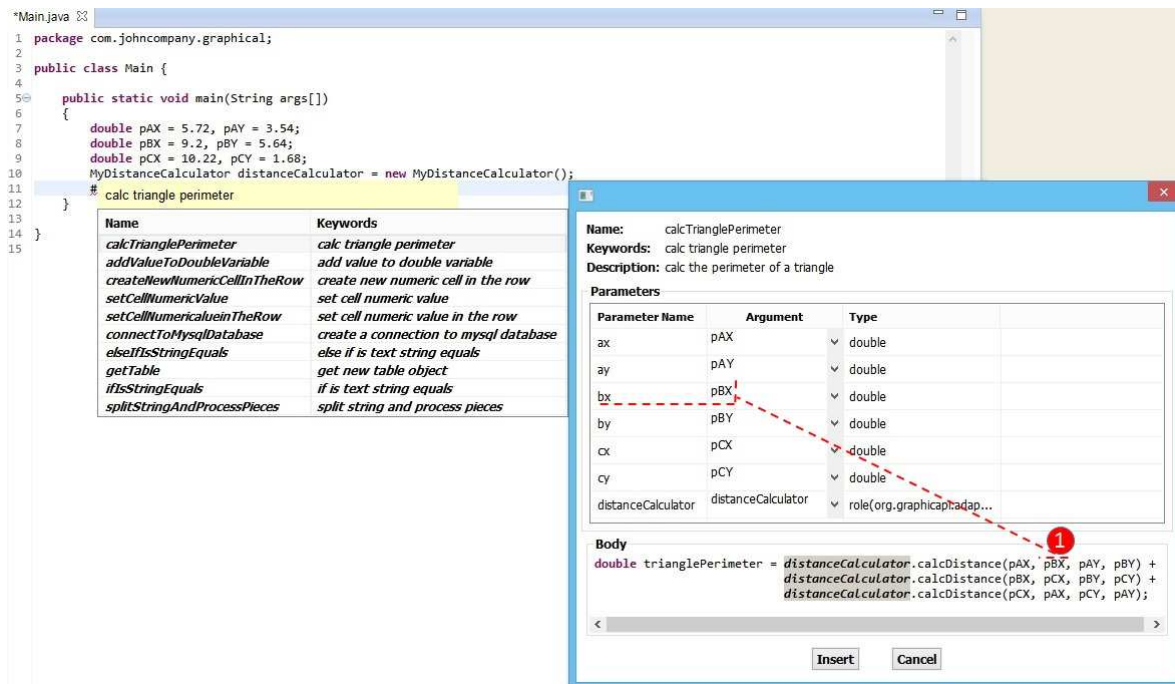 *Main.java
1 package com.johncompany.graphical;
2
3 public class Main {
4
5 public static void main(String args[])
6 {
7 double pAX = 5.72, pAY = 3.54;
8 double pBX = 9.2, pBY = 5.64;
9 double pCX = 10.22, pCY = 1.68;
10 MyDistanceCalculator distanceCalculator = new MyDistanceCalculator();
11 #
12 }
13
14 }
15
calc triangle perimeter
Name Keywords
calcTrianglePerimeter calc triangle perimeter
addValueToDoubleVariable add value to double variable
createNewNumericCellInTheRow create new numeric cell in the row
setCellNumericValue set cell numeric value
setCellNumericalueinTheRow set cell numeric value in the row
connectToMysqlDatabase create a connection to mysql database
elseIfIsStringEquals else if is text string equals
getTable get new table object
ifIsStringEquals if is text string equals
splitStringAndProcessPieces split string and process pieces
Name: calcTrianglePerimeter
Keywords: calc triangle perimeter
Description: calc the perimeter of a triangle
Parameters
Parameter Name Argument Type
ax pAX double
ay pAY double
bx pBX double
by pBY double
cx pCX double
cy pCY double
distanceCalculator distanceCalculator role(org.graphicapi.adap...
1
Body
double trianglePerimeter = distanceCalculator.calcDistance(pAX, pBX, pAY, pBY) +
distanceCalculator.calcDistance(pBX, pCX, pBY, pCY) +
distanceCalculator.calcDistance(pCX, pAX, pCY, pAY);
Insert Cancel